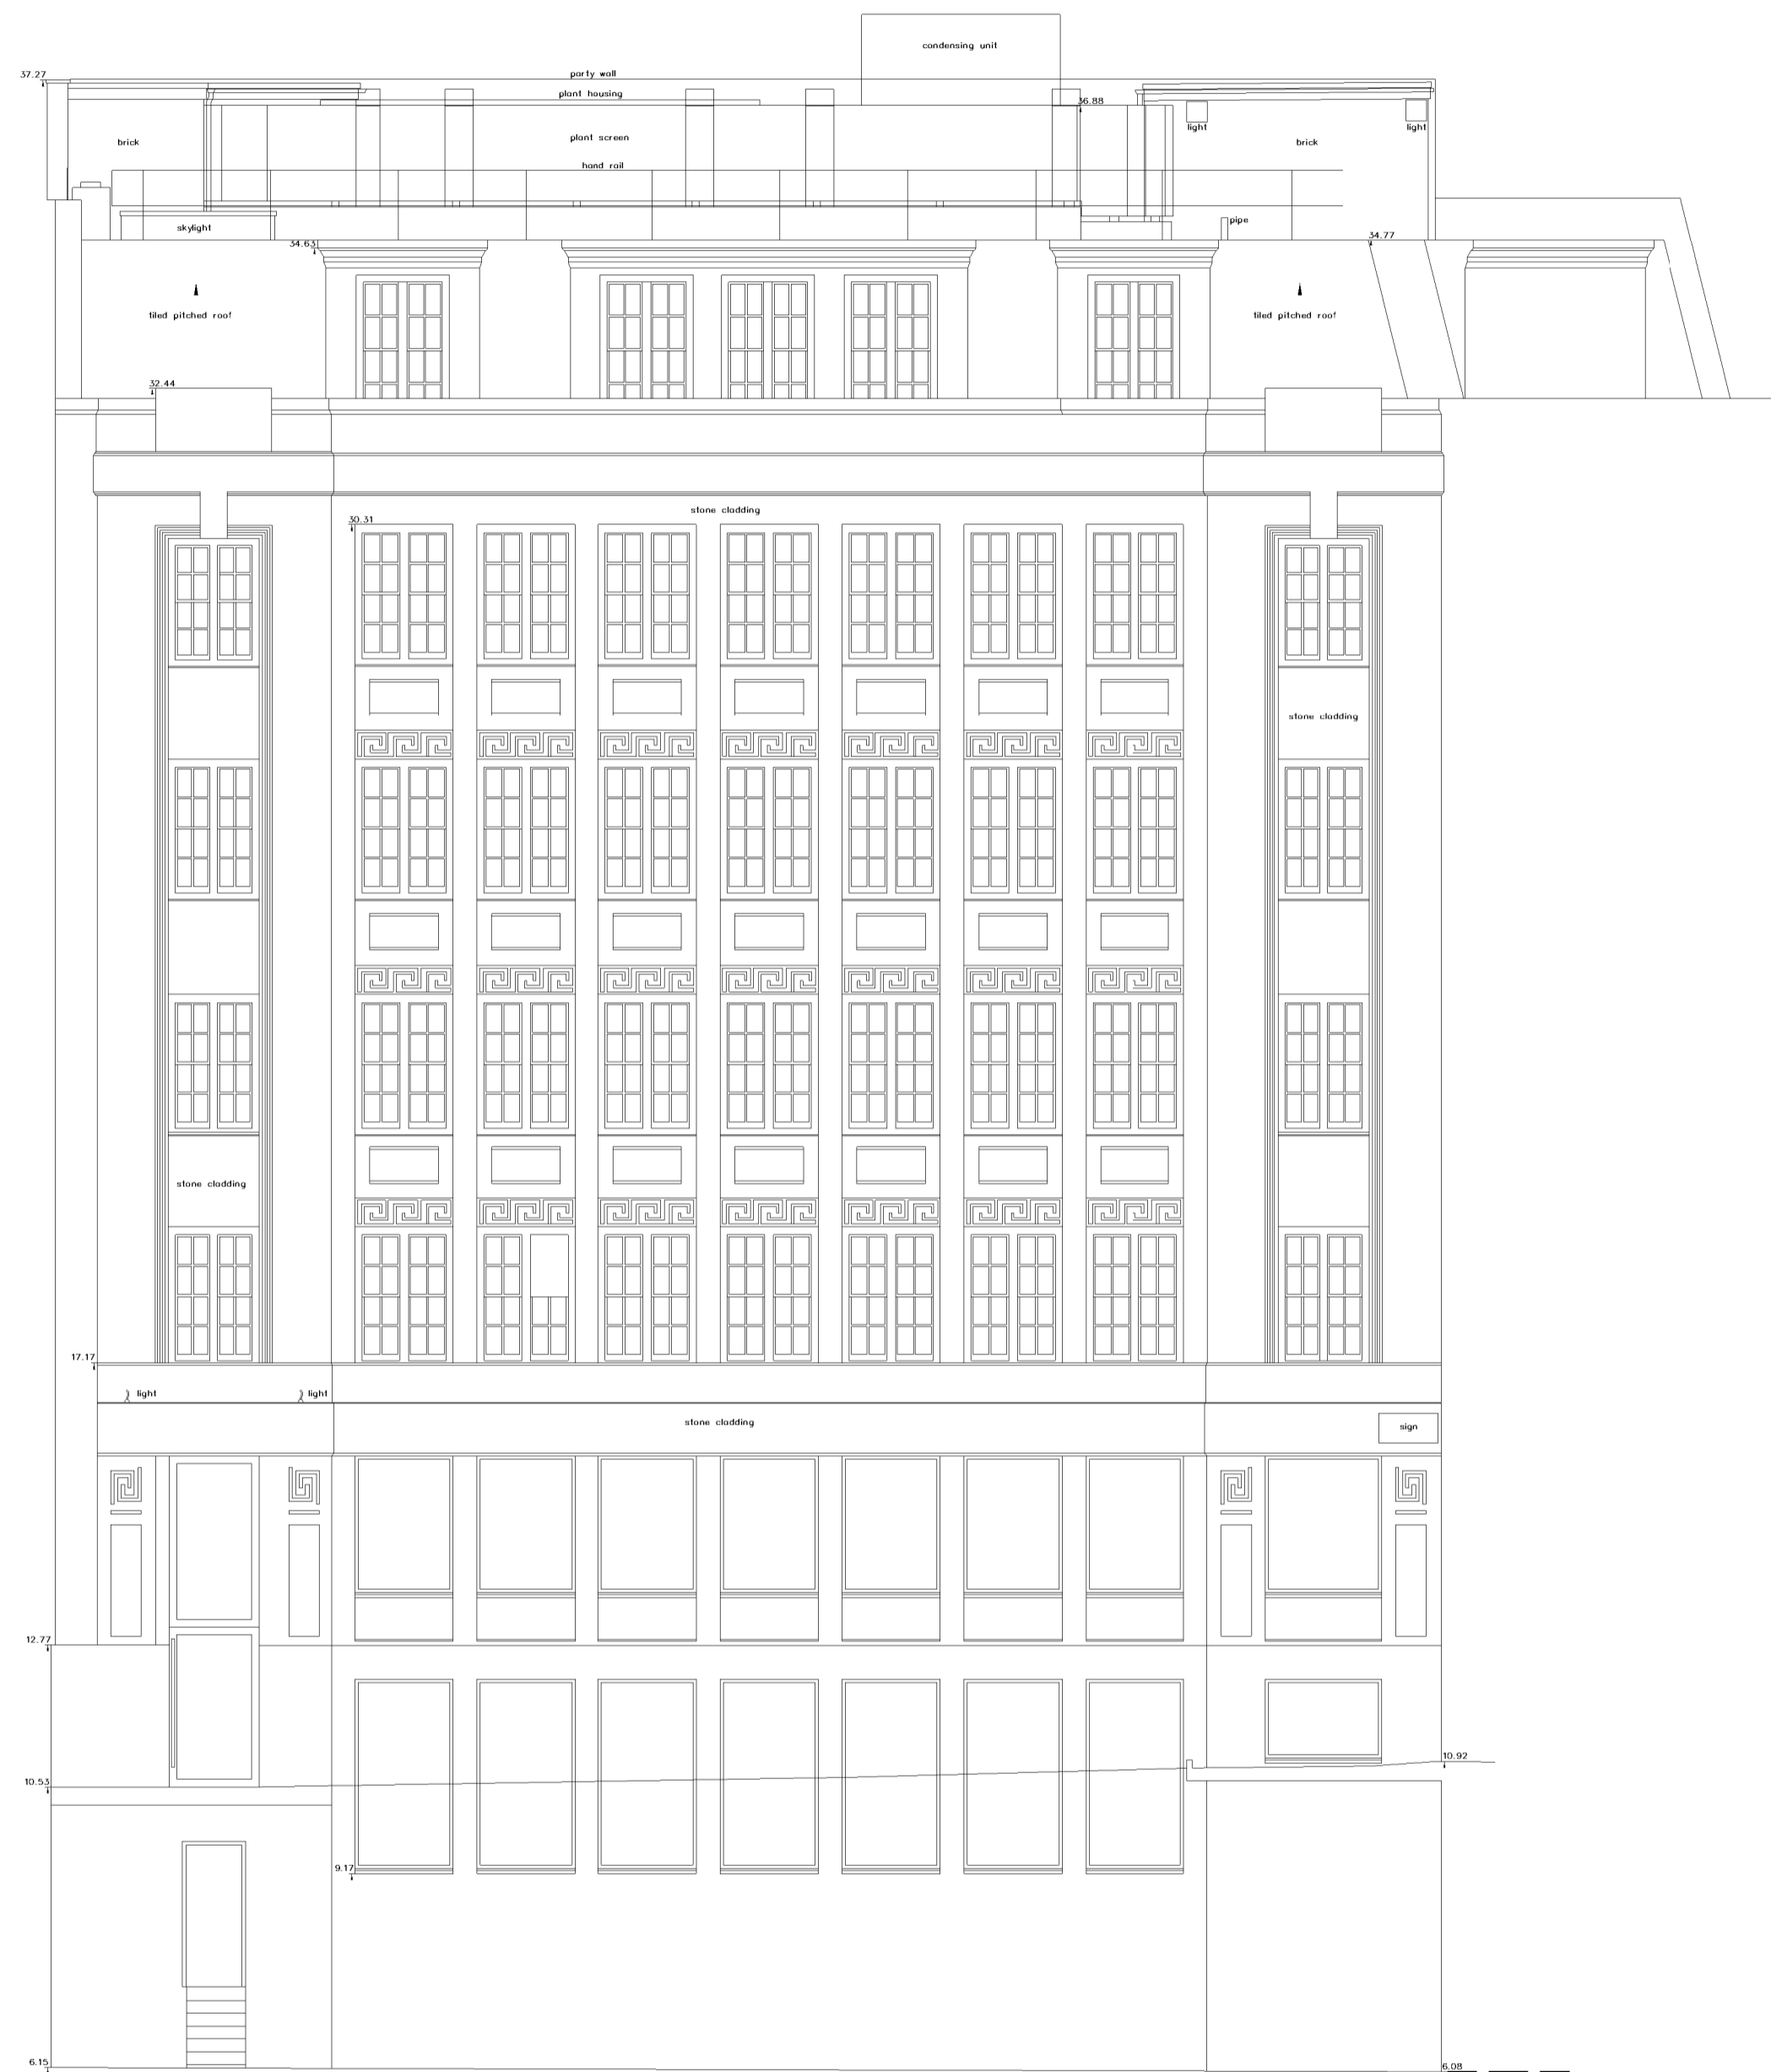 condensing unit
37.27
party wall
plant housing
36.88
light
light
brick
plant screen
brick
hand rail
skylight
pipe
34.63
34.77
tiled pitched roof
tiled pitched roof
32.44
stone cladding
30.31
stone cladding
stone cladding
17.17
light
light
stone cladding
sign
12.77
10.92
10.53
9.17
6.15
6.08